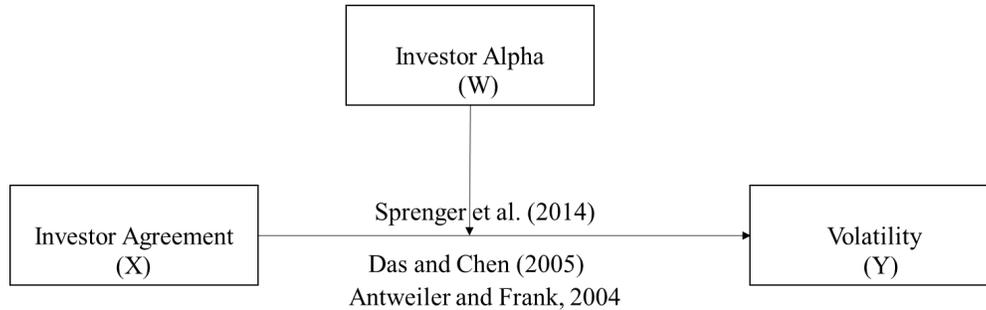 Investor Alpha
(W)
Sprenger et al. (2014)
Investor Agreement
(X)
Volatility
(Y)
Das and Chen (2005)
Antweiler and Frank, 2004